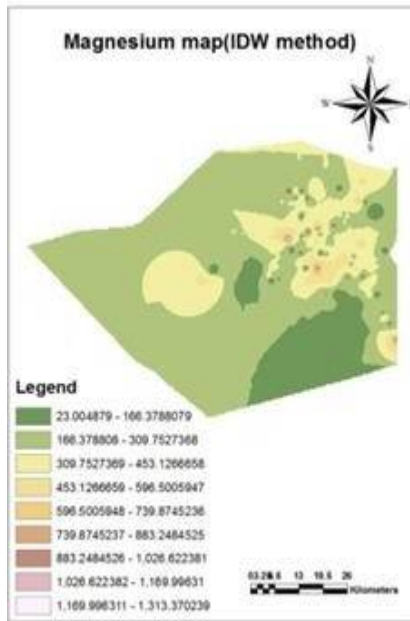 Magnesium map(IDW method)
N
W
S
Legend
23.004879 - 166.3788079
166.378808 - 309.7527368
309.7527369 - 453.1266658
453.1266659 - 596.5005947
596.5005948 - 739.8745236
739.8745237 - 883.2484525
883.2484526 - 1,026.622381
1,026.622382 - 1,169.99631
1,169.996311 - 1,313.370239
13 19.5 26
Kilometers